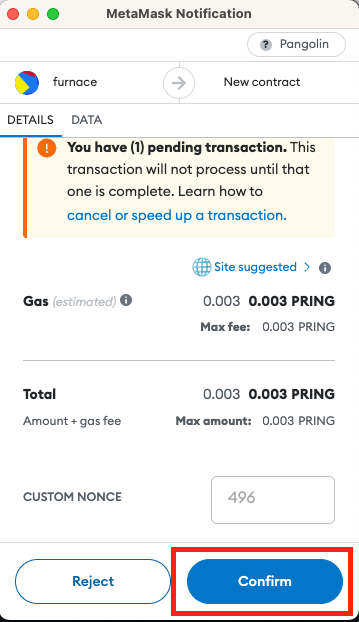 MetaMask Notification
? Pangolin
furnace
New contract
DETAILS DATA
! You have (1) pending transaction. This
transaction will not process until that
one is complete. Learn how to
cancel or speed up a transaction.
Site suggested > i
Gas (estimated) i 0.003 0.003 PRING
Max fee: 0.003 PRING
Total 0.003 0.003 PRING
Amount + gas fee Max amount: 0.003 PRING
CUSTOM NONCE 496
Reject Confirm